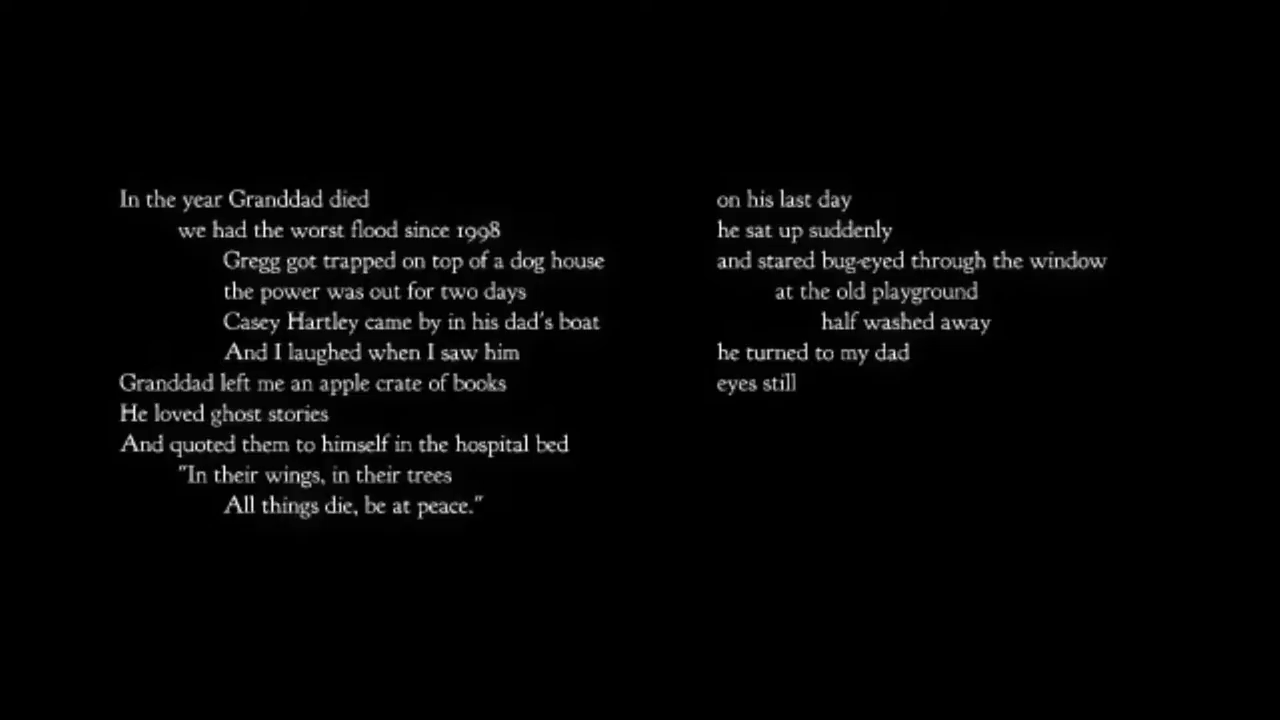 In the year Granddad died
we had the worst flood since 1998
Gregg got trapped on top of a dog house
the power was out for two days
Casey Hartley came by in his dad's boat
And I laughed when I saw him
Granddad left me an apple crate of books
He loved ghost stories
And quoted them to himself in the hospital bed
"In their wings, in their trees
All things die, be at peace."
on his last day
he sat up suddenly
and stared bug-eyed through the window
at the old playground
half washed away
he turned to my dad
eyes still